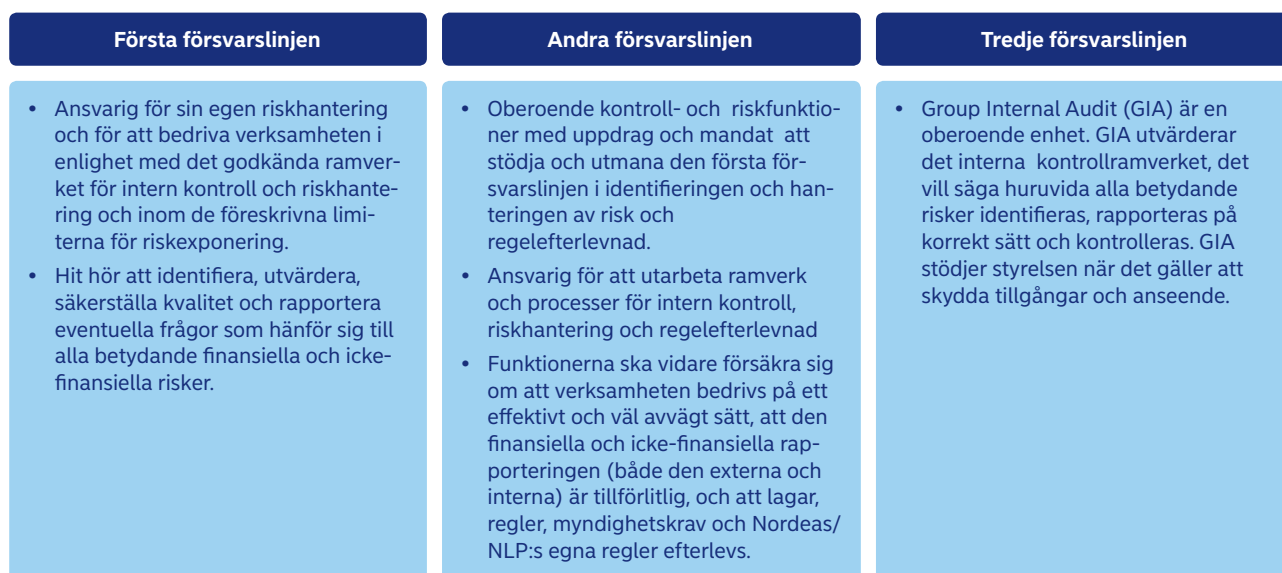 Första försvarslinjen
• Ansvarig för sin egen riskhantering
och för att bedriva verksamheten i
enlighet med det godkända ramver-
ket för intern kontroll och riskhante-
ring och inom de föreskrivna limi-
terna för riskexponering.
• Hit hör att identifiera, utvärdera,
säkerställa kvalitet och rapportera
eventuella frågor som hänför sig till
alla betydande finansiella och icke-
finansiella risker.
Andra försvarslinjen
• Oberoende kontroll- och riskfunktio-
ner med uppdrag och mandat att
stödja och utmana den första för-
svarslinjen i identifieringen och han-
teringen av risk och
regelefterlevnad.
• Ansvarig för att utarbeta ramverk
och processer för intern kontroll,
riskhantering och regelefterlevnad
• Funktionerna ska vidare försäkra sig
om att verksamheten bedrivs på ett
effektivt och väl avvägt sätt, att den
finansiella och icke-finansiella rap-
porteringen (både den externa och
interna) är tillförlitlig, och att lagar,
regler, myndighetskrav och Nordeas/
NLP:s egna regler efterlevs.
Tredje försvarslinjen
• Group Internal Audit (GIA) är en
oberoende enhet. GIA utvärderar
det interna kontrollramverket, det
vill säga huruvida alla betydande
risker identifieras, rapporteras på
korrekt sätt och kontrolleras. GIA
stödjer styrelsen när det gäller att
skydda tillgångar och anseende.